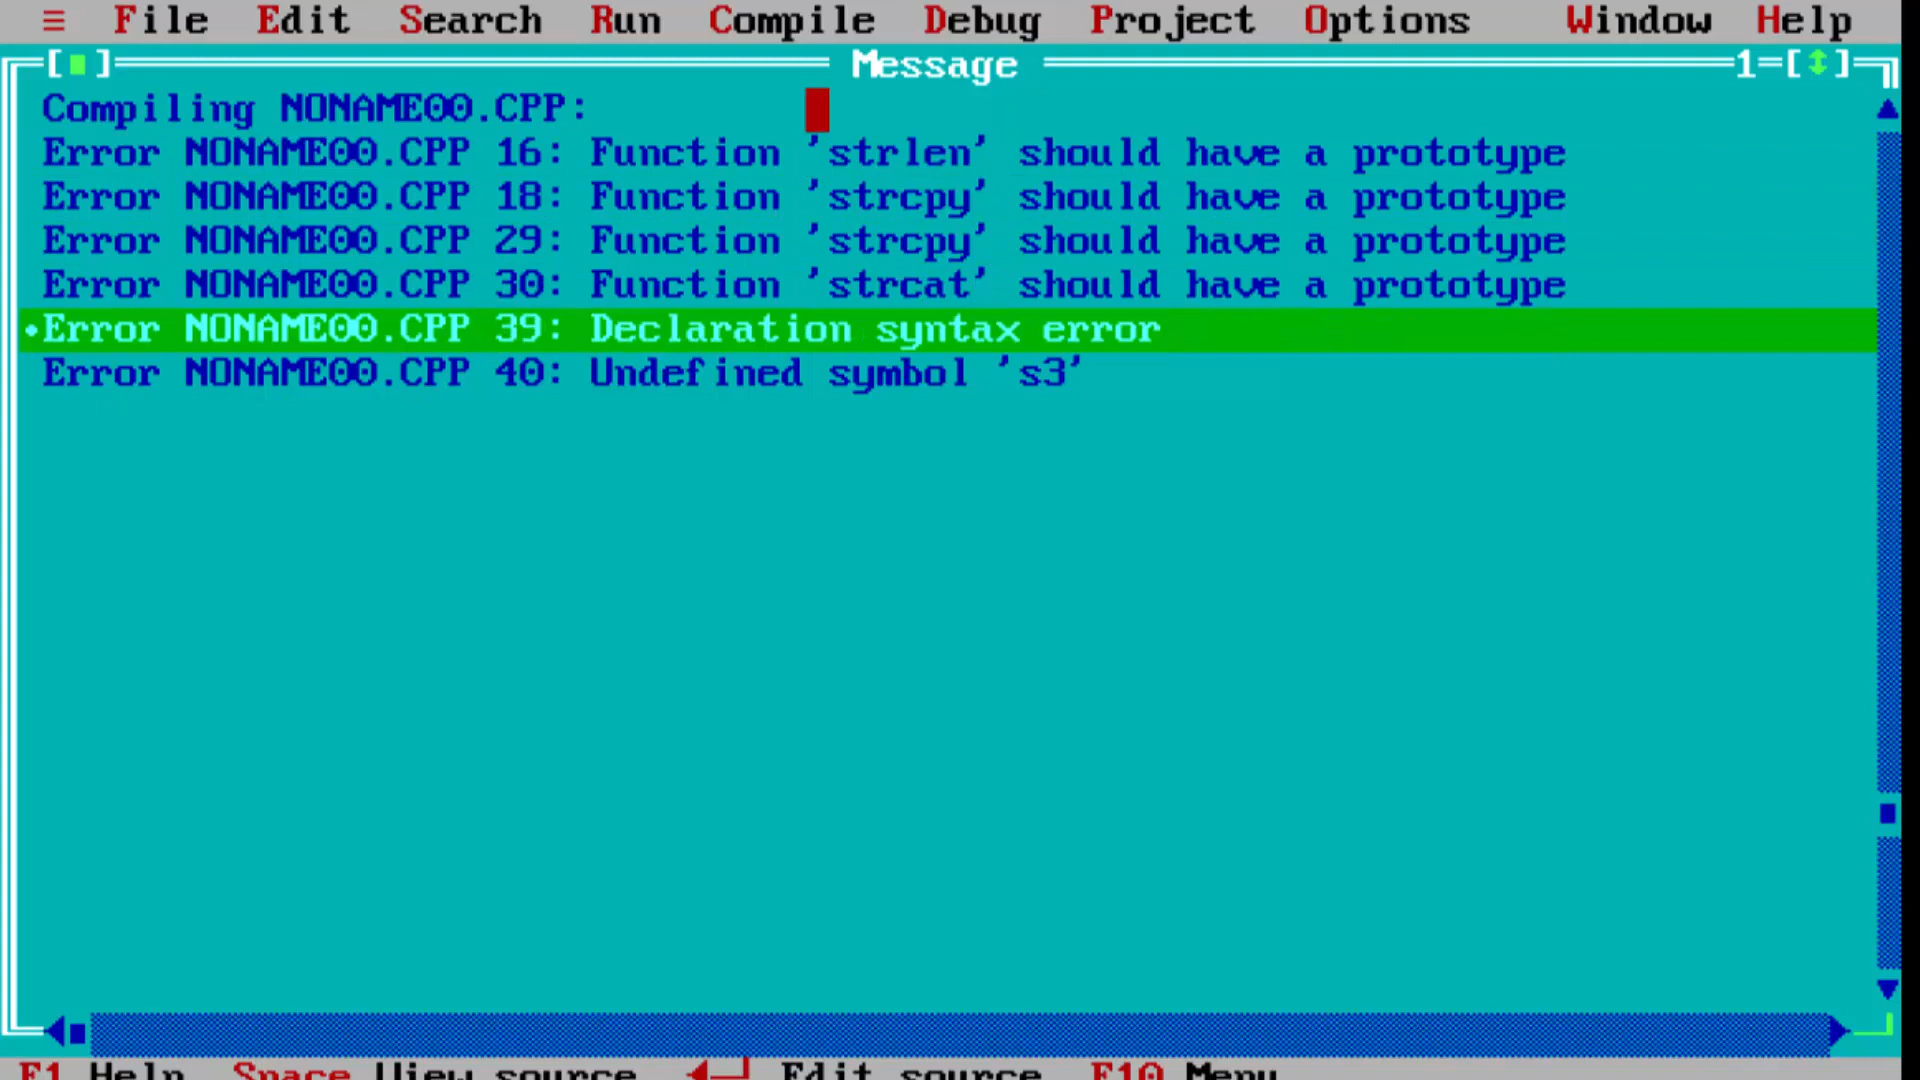 ≡ File Edit Search Run Compile Debug Project Options Window Help
[■] Message 1=[↕]
Compiling NONAME00.CPP:
Error NONAME00.CPP 16: Function 'strlen' should have a prototype
Error NONAME00.CPP 18: Function 'strcpy' should have a prototype
Error NONAME00.CPP 29: Function 'strcpy' should have a prototype
Error NONAME00.CPP 30: Function 'strcat' should have a prototype
•Error NONAME00.CPP 39: Declaration syntax error
Error NONAME00.CPP 40: Undefined symbol 's3'
F1 Help Space View source ◄─┘ Edit source F10 Menu